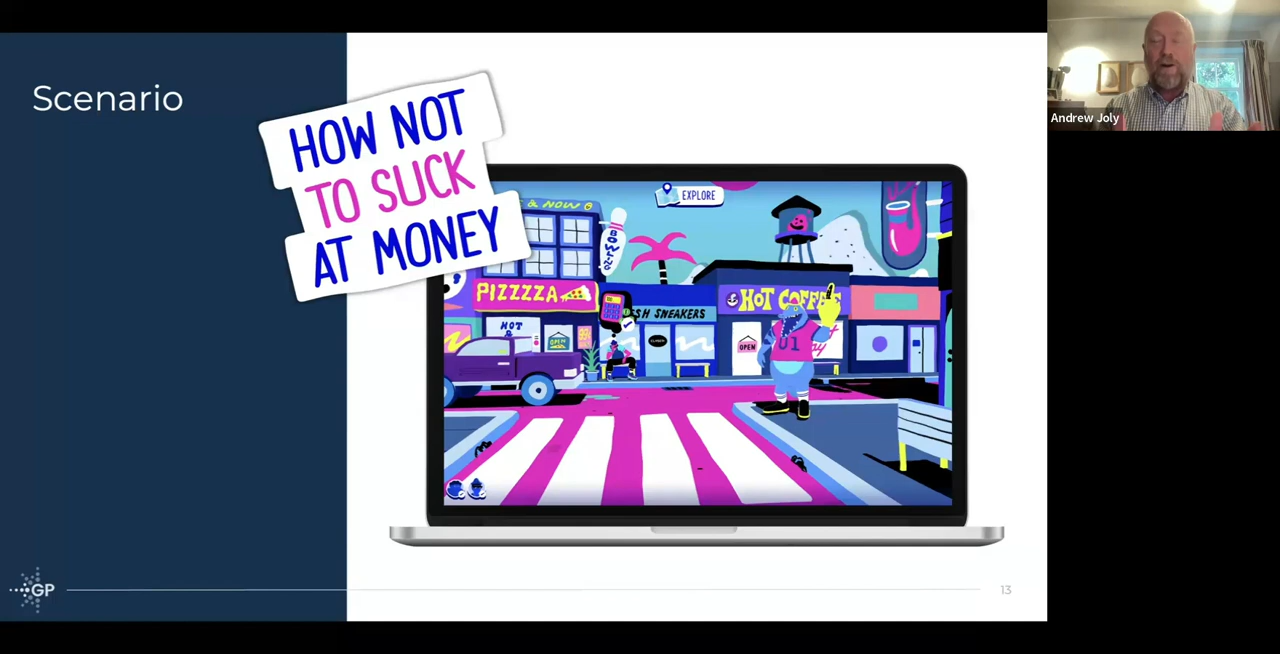 Scenario
HOW NOT
TO SUCK
AT MONEY
EXPLORE
& NOW
BOWLING
PIZZZZA
SH SNEAKERS
HOT COFFEE
HOT
&
OPEN
CLOSED
OPEN
01
GP
13
Andrew Joly